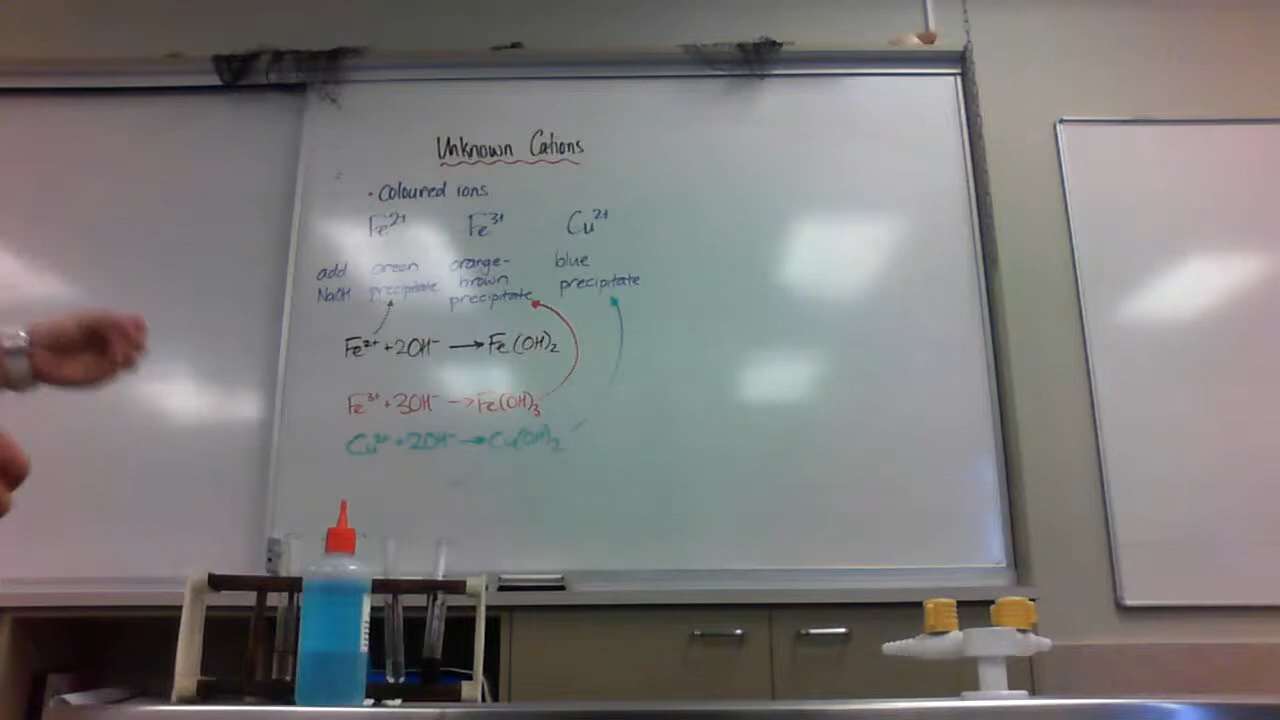 Unknown Cations
• Coloured ions
Fe²⁺ Fe³⁺ Cu²⁺
add green orange- blue
NaOH precipitate brown precipitate
precipitate
Fe²⁺ + 2OH⁻ → Fe(OH)₂
Fe³⁺ + 3OH⁻ → Fe(OH)₃
Cu²⁺ + 2OH⁻ → Cu(OH)₂